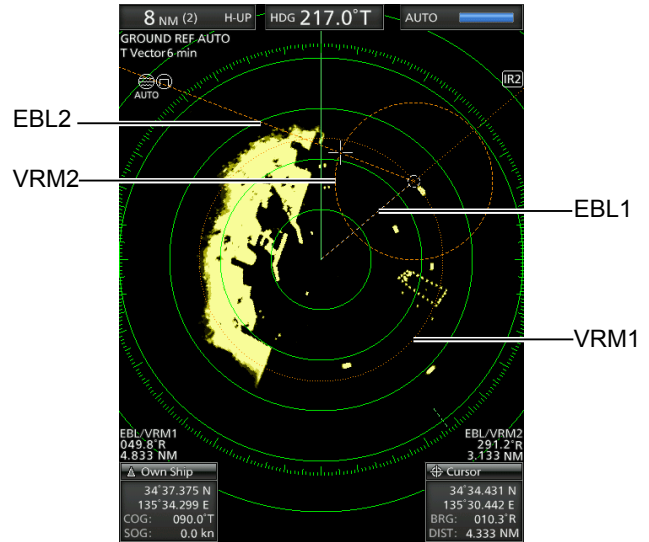 8 NM (2) H-UP HDG 217.0°T AUTO
GROUND REF AUTO
T Vector 6 min
IR2
AUTO
EBL2
VRM2
EBL1
VRM1
EBL/VRM1
049.8°R
4.833 NM
EBL/VRM2
291.2°R
3.133 NM
Own Ship
34°37.375 N
135°34.299 E
COG: 090.0°T
SOG: 0.0 kn
Cursor
34°34.431 N
135°30.442 E
BRG: 010.3°R
DIST: 4.333 NM